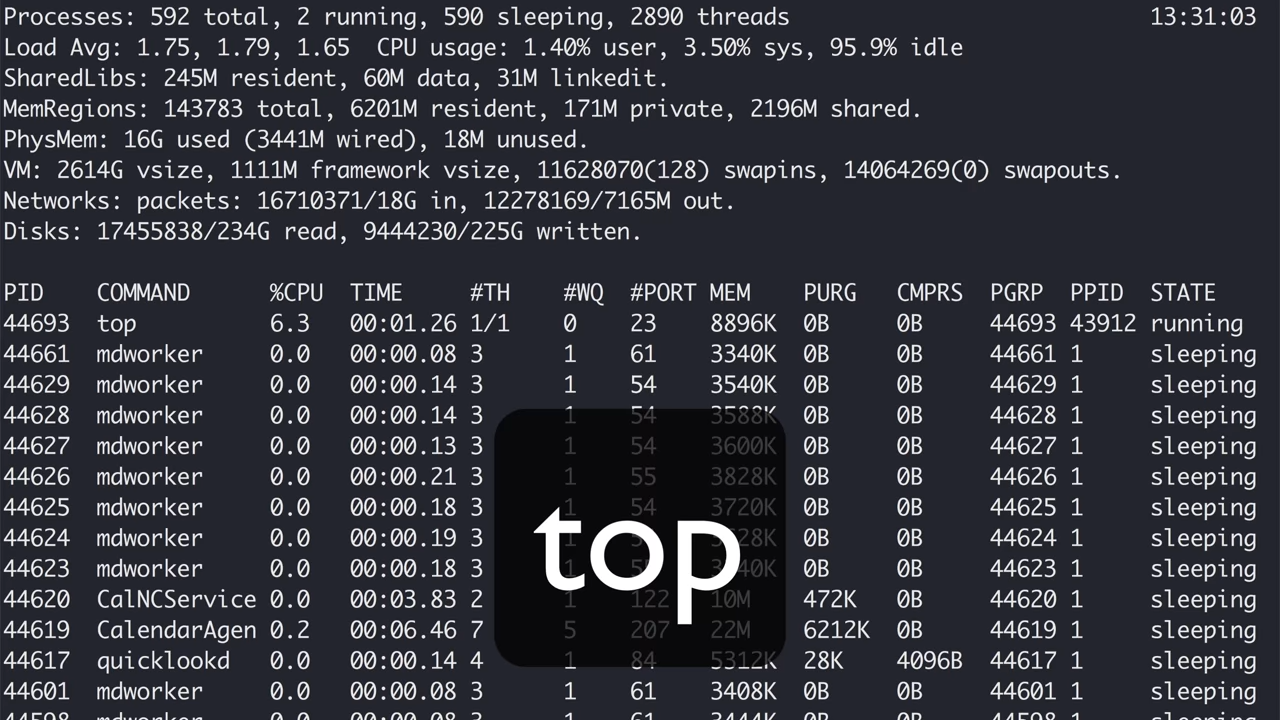 Processes: 592 total, 2 running, 590 sleeping, 2890 threads 13:31:03
Load Avg: 1.75, 1.79, 1.65 CPU usage: 1.40% user, 3.50% sys, 95.9% idle
SharedLibs: 245M resident, 60M data, 31M linkedit.
MemRegions: 143783 total, 6201M resident, 171M private, 2196M shared.
PhysMem: 16G used (3441M wired), 18M unused.
VM: 2614G vsize, 1111M framework vsize, 11628070(128) swapins, 14064269(0) swapouts.
Networks: packets: 16710371/18G in, 12278169/7165M out.
Disks: 17455838/234G read, 9444230/225G written.
PID COMMAND %CPU TIME #TH #WQ #PORT MEM PURG CMPRS PGRP PPID STATE
44693 top 6.3 00:01.26 1/1 0 23 8896K 0B 0B 44693 43912 running
44661 mdworker 0.0 00:00.08 3 1 61 3340K 0B 0B 44661 1 sleeping
44629 mdworker 0.0 00:00.14 3 1 54 3540K 0B 0B 44629 1 sleeping
44628 mdworker 0.0 00:00.14 3 1 54 3588K 0B 0B 44628 1 sleeping
44627 mdworker 0.0 00:00.13 3 1 54 3600K 0B 0B 44627 1 sleeping
44626 mdworker 0.0 00:00.21 3 1 55 3828K 0B 0B 44626 1 sleeping
44625 mdworker 0.0 00:00.18 3 1 54 3720K 0B 0B 44625 1 sleeping
44624 mdworker 0.0 00:00.19 3 1 0B 0B 44624 1 sleeping
44623 mdworker 0.0 00:00.18 3 1 0B 0B 44623 1 sleeping
top
44620 CalNCService 0.0 00:03.83 2 1 122 10M 472K 0B 44620 1 sleeping
44619 CalendarAgen 0.2 00:06.46 7 5 207 22M 6212K 0B 44619 1 sleeping
44617 quicklookd 0.0 00:00.14 4 1 84 5312K 28K 4096B 44617 1 sleeping
44601 mdworker 0.0 00:00.08 3 1 61 3408K 0B 0B 44601 1 sleeping